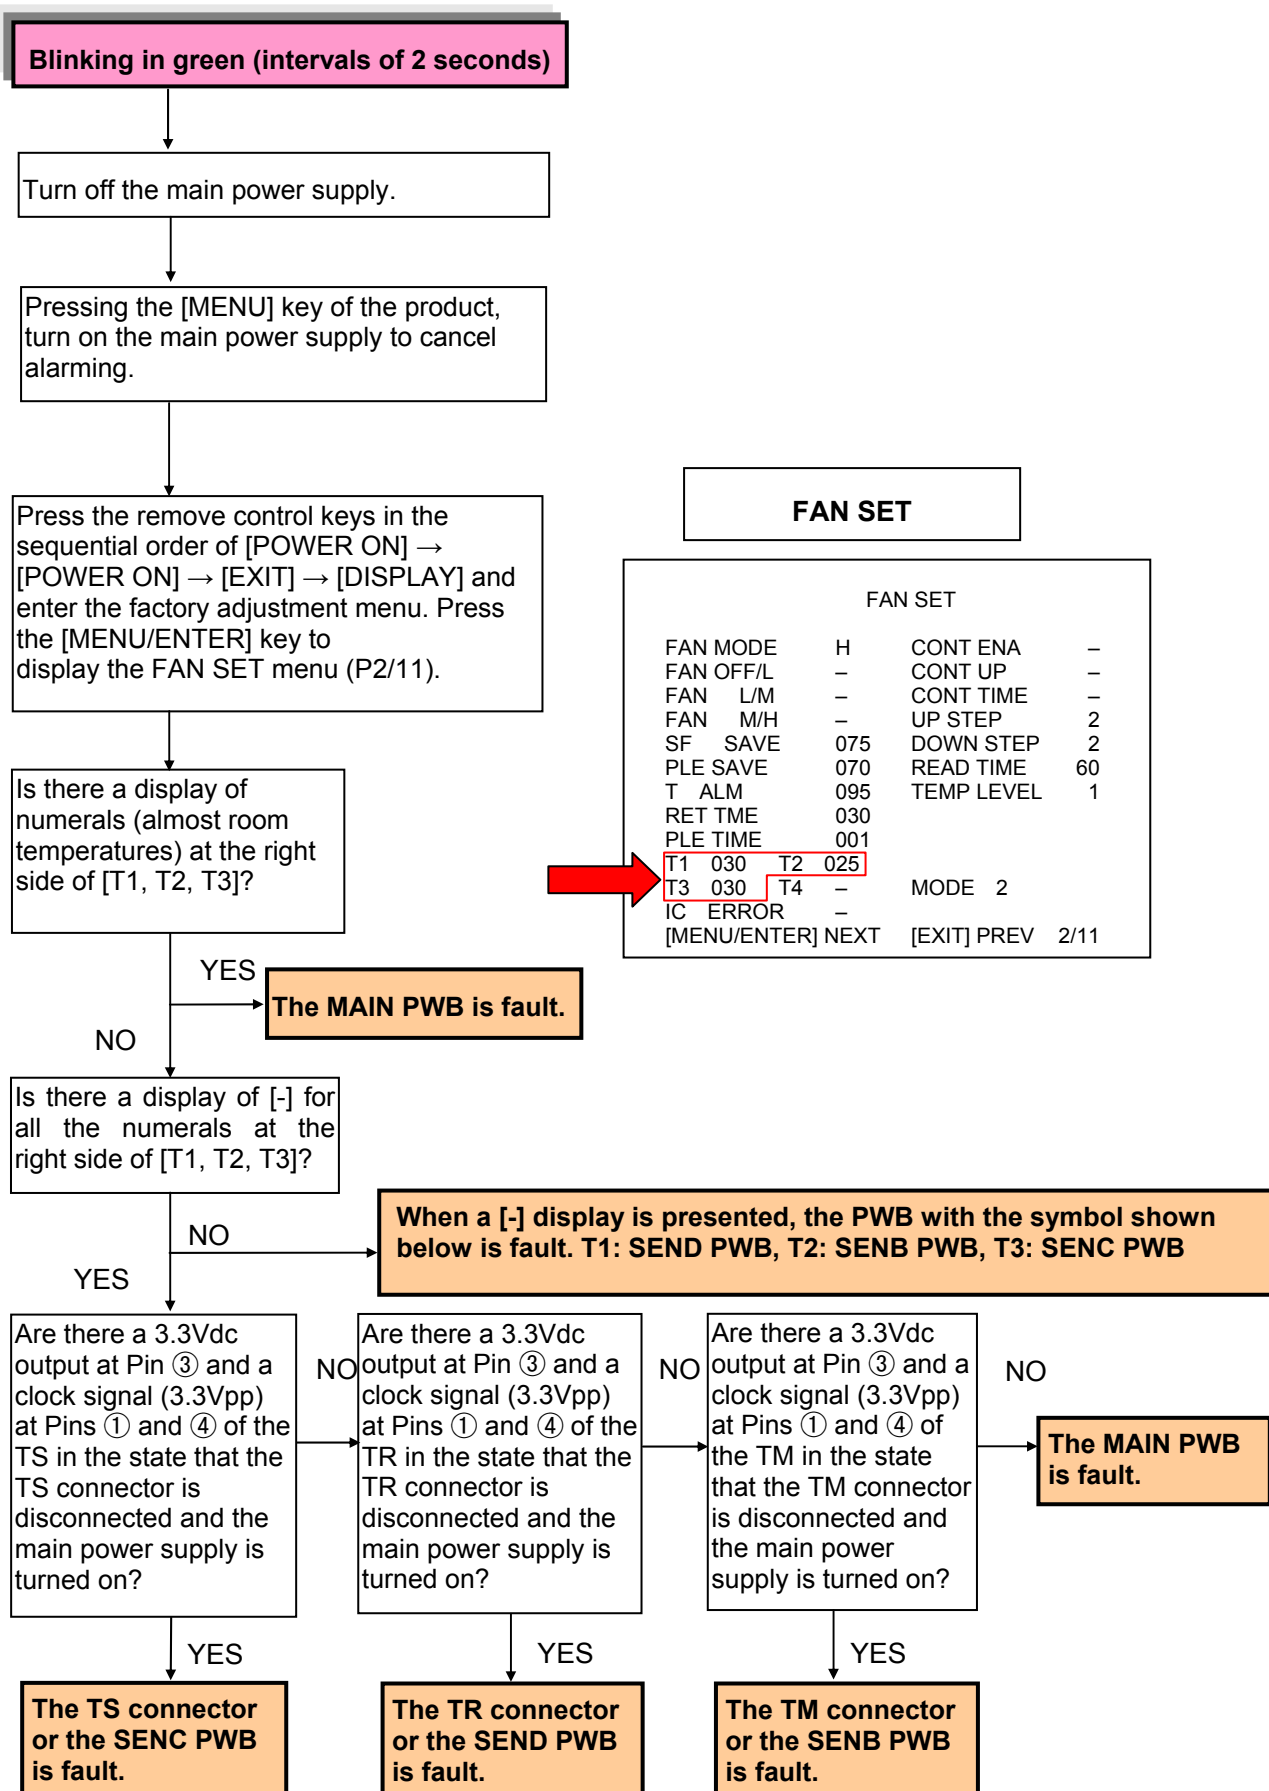 Blinking in green (intervals of 2 seconds)
Turn off the main power supply.
Pressing the [MENU] key of the product,
turn on the main power supply to cancel
alarming.
Press the remove control keys in the
sequential order of [POWER ON] →
[POWER ON] → [EXIT] → [DISPLAY] and
enter the factory adjustment menu. Press
the [MENU/ENTER] key to
display the FAN SET menu (P2/11).
FAN SET
FAN SET
FAN MODE H CONT ENA –
FAN OFF/L – CONT UP –
FAN L/M – CONT TIME –
FAN M/H – UP STEP 2
SF SAVE 075 DOWN STEP 2
PLE SAVE 070 READ TIME 60
T ALM 095 TEMP LEVEL 1
RET TME 030
PLE TIME 001
T1 030 T2 025
T3 030 T4 – MODE 2
IC ERROR –
[MENU/ENTER] NEXT [EXIT] PREV 2/11
Is there a display of
numerals (almost room
temperatures) at the right
side of [T1, T2, T3]?
YES
The MAIN PWB is fault.
NO
Is there a display of [-] for
all the numerals at the
right side of [T1, T2, T3]?
NO
When a [-] display is presented, the PWB with the symbol shown
below is fault. T1: SEND PWB, T2: SENB PWB, T3: SENC PWB
YES
Are there a 3.3Vdc
output at Pin ③ and a
clock signal (3.3Vpp)
at Pins ① and ④ of the
TS in the state that the
TS connector is
disconnected and the
main power supply is
turned on?
NO
Are there a 3.3Vdc
output at Pin ③ and a
clock signal (3.3Vpp)
at Pins ① and ④ of the
TR in the state that the
TR connector is
disconnected and the
main power supply is
turned on?
NO
Are there a 3.3Vdc
output at Pin ③ and a
clock signal (3.3Vpp)
at Pins ① and ④ of
the TM in the state
that the TM connector
is disconnected and
the main power
supply is turned on?
NO
The MAIN PWB
is fault.
YES
The TS connector
or the SENC PWB
is fault.
YES
The TR connector
or the SEND PWB
is fault.
YES
The TM connector
or the SENB PWB
is fault.